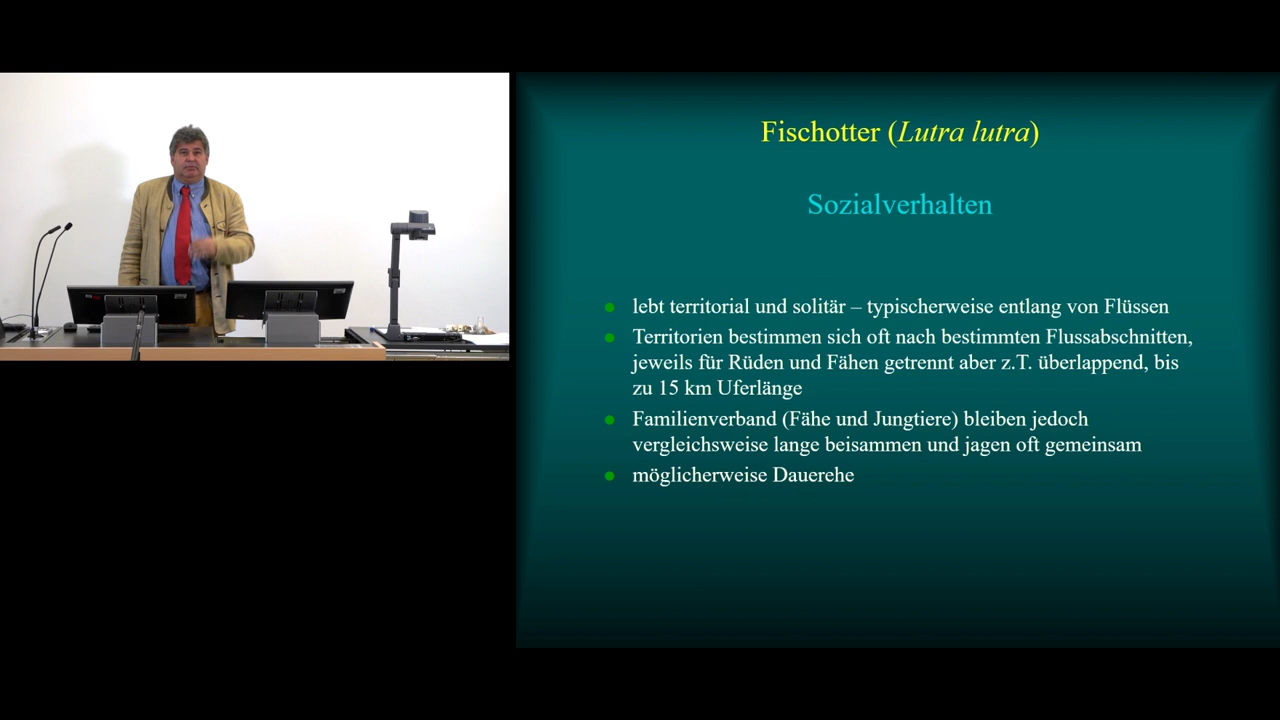 Fischotter (Lutra lutra)
Sozialverhalten
lebt territorial und solitär – typischerweise entlang von Flüssen
Territorien bestimmen sich oft nach bestimmten Flussabschnitten,
jeweils für Rüden und Fähen getrennt aber z.T. überlappend, bis
zu 15 km Uferlänge
Familienverband (Fähe und Jungtiere) bleiben jedoch
vergleichsweise lange beisammen und jagen oft gemeinsam
möglicherweise Dauerehe